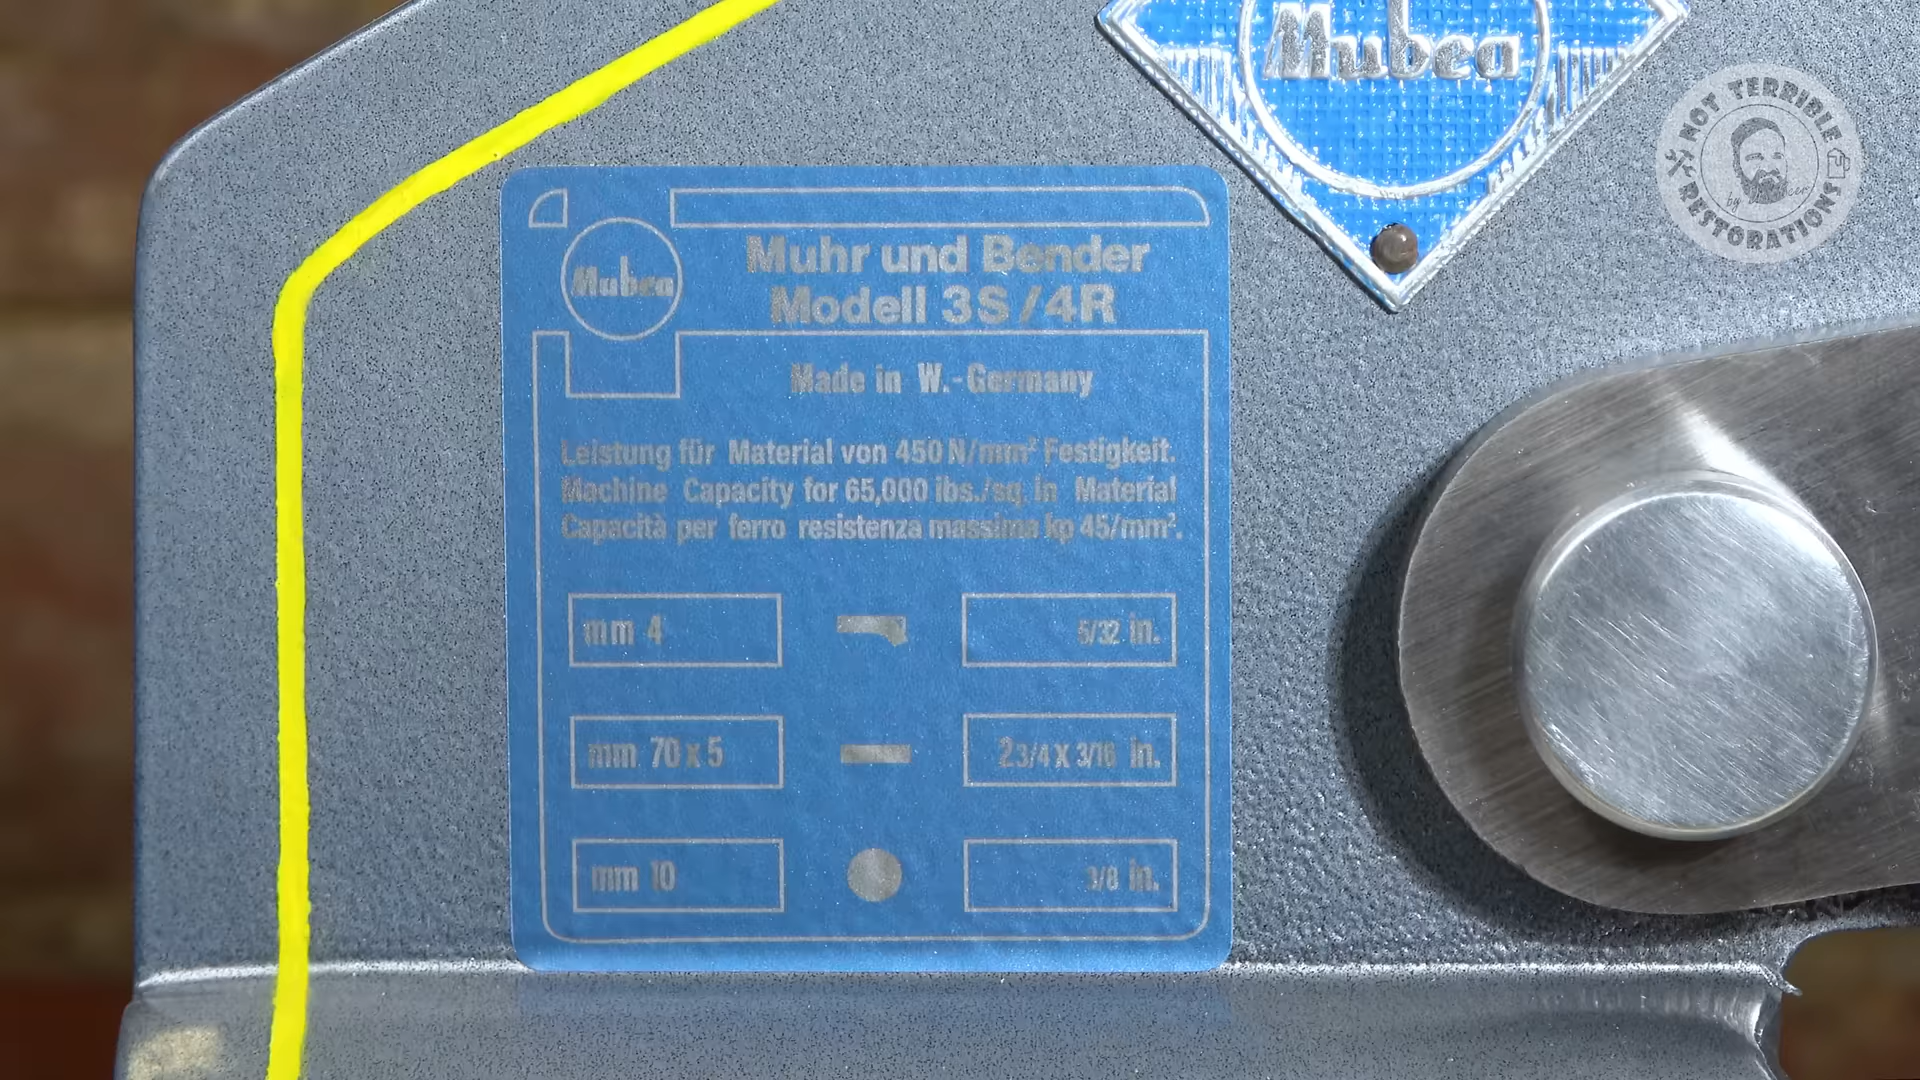 Mubea
NOT TERRIBLE
RESTORATIONS
Mubea
Muhr und Bender
Modell 3S/4R
Made in W.-Germany
Leistung für Material von 450 N/mm² Festigkeit.
Machine Capacity for 65,000 lbs./sq. in Material
Capacità per ferro resistenza massima kp 45/mm².
mm 4
5/32 in.
mm 70 x 5
2 3/4 x 3/16 in.
mm 10
3/8 in.